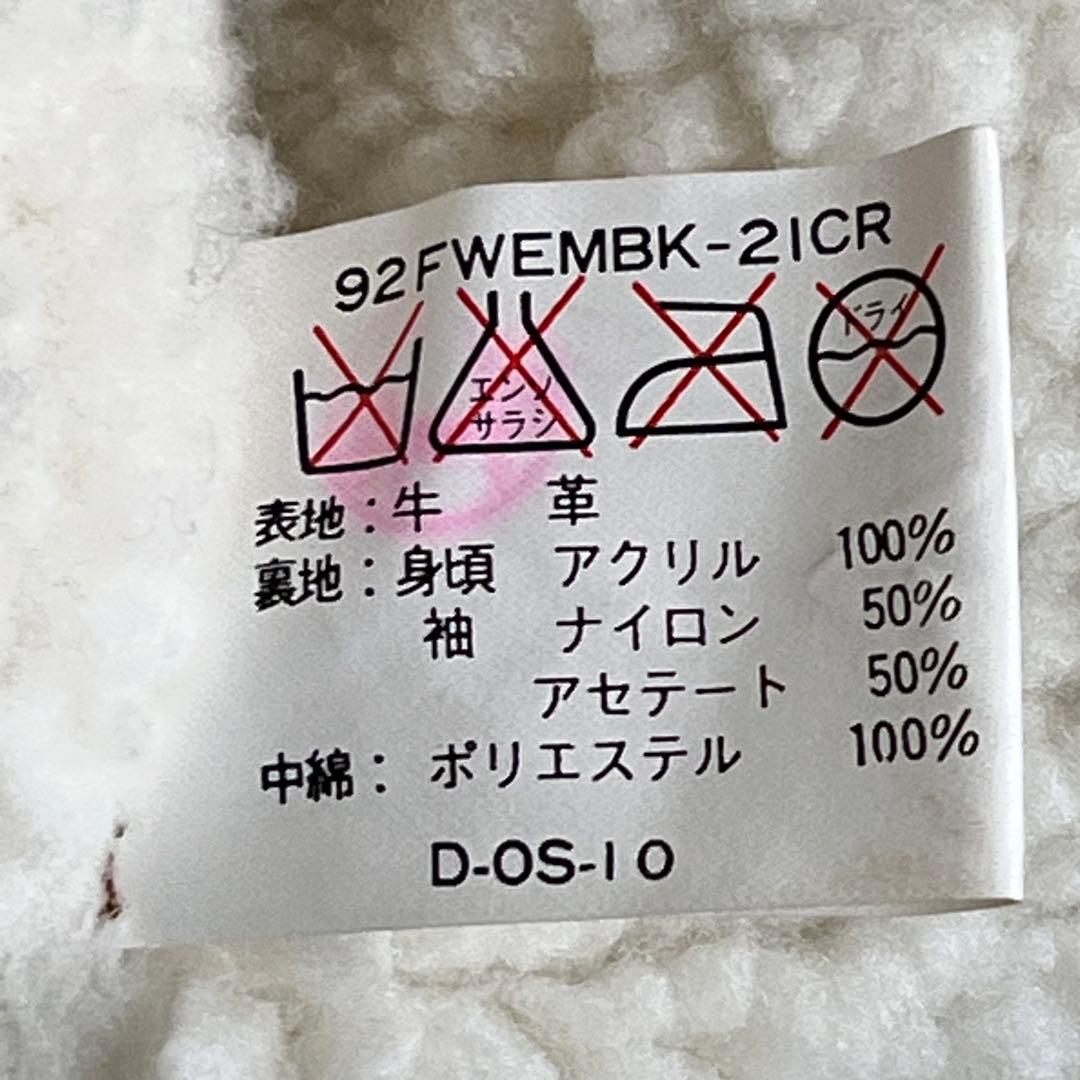 92FWEMBK-21CR
エンソ
サラシ
ドライ
表地：牛 革
裏地：身頃 アクリル 100%
袖 ナイロン 50%
アセテート 50%
中綿： ポリエステル 100%
D-OS-10